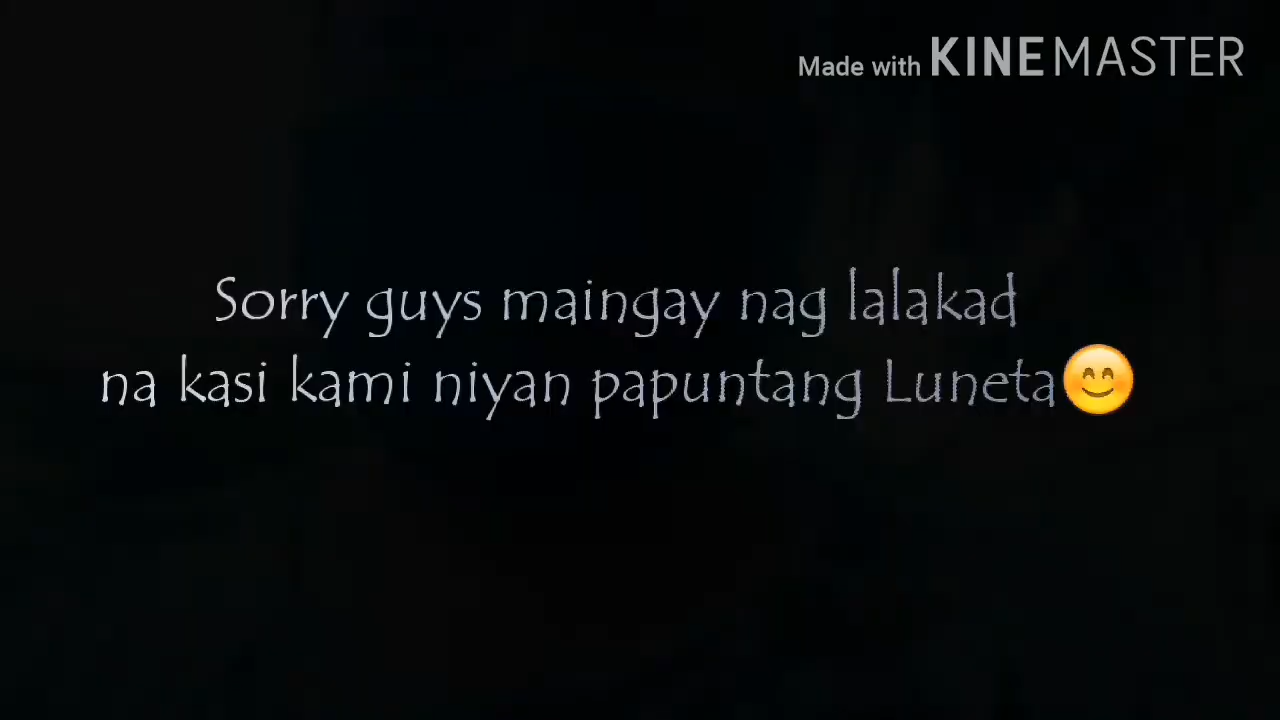 Made with KINEMASTER
Sorry guys maingay nag lalakad
na kasi kami niyan papuntang Luneta😊